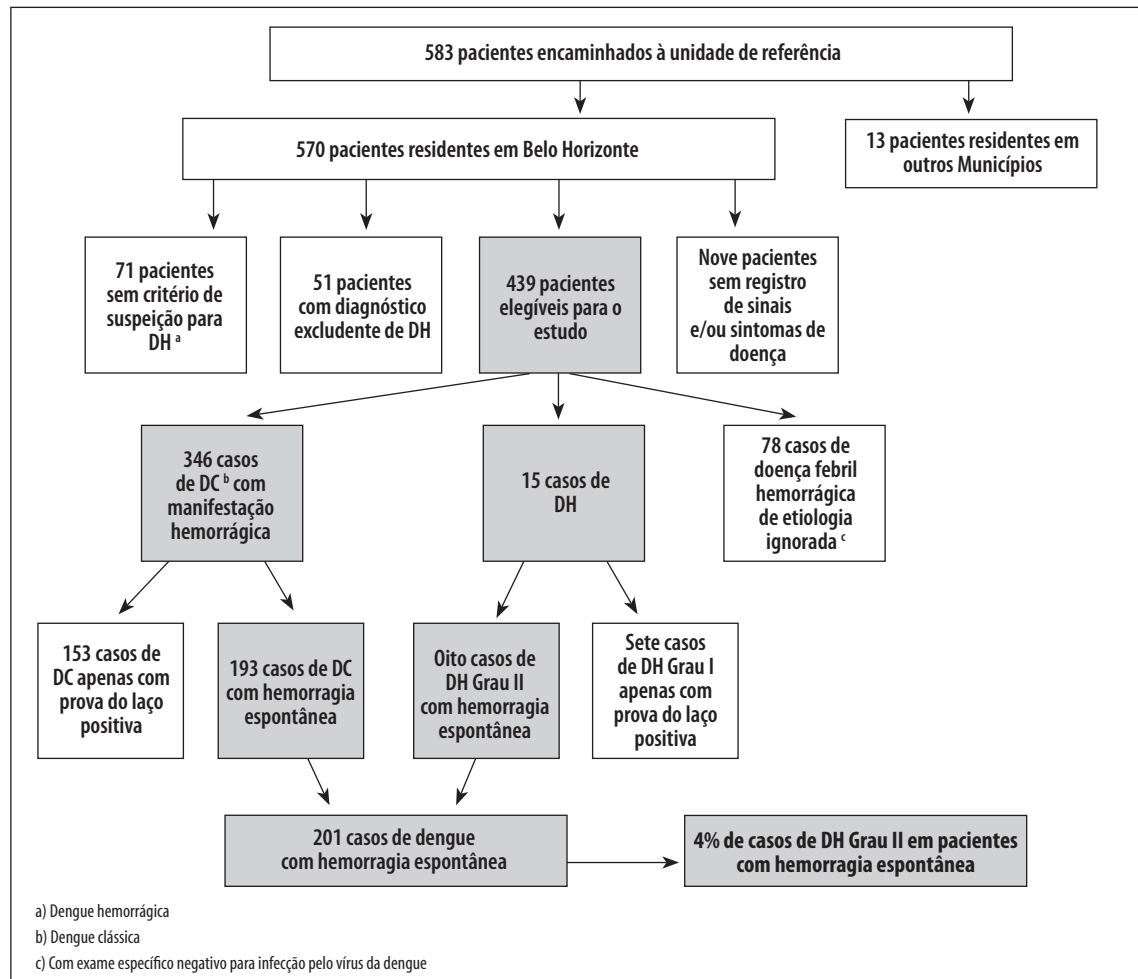 583 pacientes encaminhados à unidade de referência
570 pacientes residentes em Belo Horizonte
13 pacientes residentes em
outros Municípios
71 pacientes
sem critério de
suspeição para
DH a
51 pacientes
com diagnóstico
excludente de DH
439 pacientes
elegíveis para o
estudo
Nove pacientes
sem registro
de sinais
e/ou sintomas de
doença
346 casos
de DC b com
manifestação
hemorrágica
15 casos de
DH
78 casos de
doença febril
hemorrágica
de etiologia
ignorada c
153 casos de
DC apenas com
prova do laço
positiva
193 casos de DC
com hemorragia
espontânea
Oito casos de
DH Grau II
com hemorragia
espontânea
Sete casos
de DH Grau I
apenas com
prova do laço
positiva
201 casos de dengue
com hemorragia espontânea
4% de casos de DH Grau II em pacientes
com hemorragia espontânea
a) Dengue hemorrágica
b) Dengue clássica
c) Com exame específico negativo para infecção pelo vírus da dengue